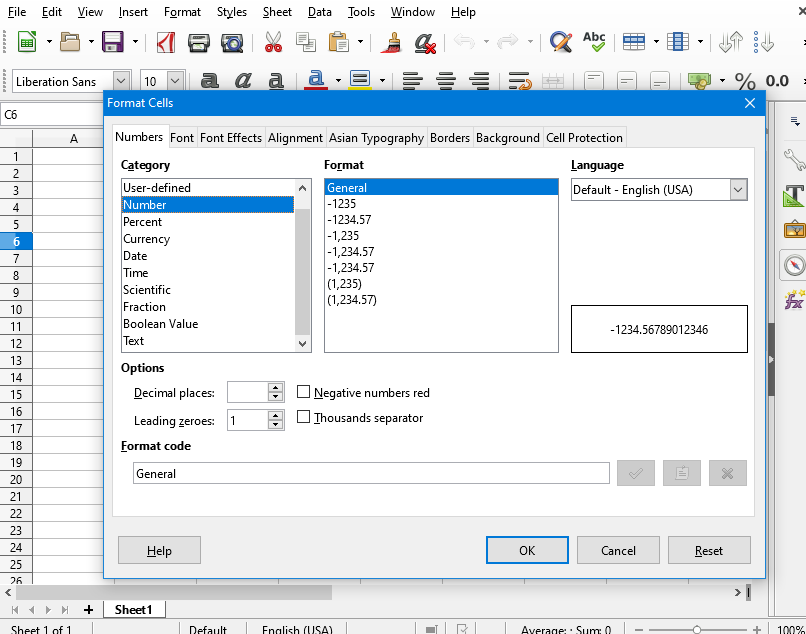 File Edit View Insert Format Styles Sheet Data Tools Window Help
Abc
Liberation Sans 10 a a a a % 0.0
C6
Format Cells
A
Numbers Font Font Effects Alignment Asian Typography Borders Background Cell Protection
Category Format Language
User-defined General Default - English (USA)
Number -1235
Percent -1234.57
Currency -1,235
Date -1,234.57
Time -1,234.57
Scientific (1,235)
Fraction (1,234.57)
Boolean Value
Text
-1234.56789012346
Options
Decimal places: Negative numbers red
Leading zeroes: 1 Thousands separator
Format code
General
Help OK Cancel Reset
1
2
3
4
5
6
7
8
9
10
11
12
13
14
15
16
17
18
19
20
21
22
23
24
25
26
Sheet1
Sheet 1 of 1 Default English (USA) Average: ; Sum: 0 100%